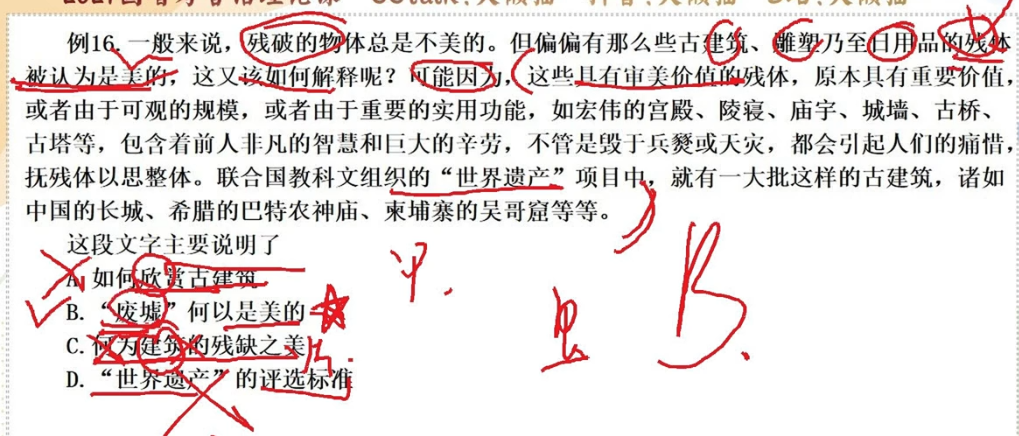 例16.一般来说，残破的物体总是不美的。但偏偏有那么些古建筑、雕塑乃至日用品的残体
被认为是美的，这又该如何解释呢？可能因为，这些具有审美价值的残体，原本具有重要价值，
或者由于可观的规模，或者由于重要的实用功能，如宏伟的宫殿、陵寝、庙宇、城墙、古桥、
古塔等，包含着前人非凡的智慧和巨大的辛劳，不管是毁于兵燹或天灾，都会引起人们的痛惜，
抚残体以思整体。联合国教科文组织的“世界遗产”项目中，就有一大批这样的古建筑，诸如
中国的长城、希腊的巴特农神庙、柬埔寨的吴哥窟等等。
这段文字主要说明了
A. 如何欣赏古建筑
B. “废墟”何以是美的
C. 何为建筑的残缺之美
D. “世界遗产”的评选标准
B.